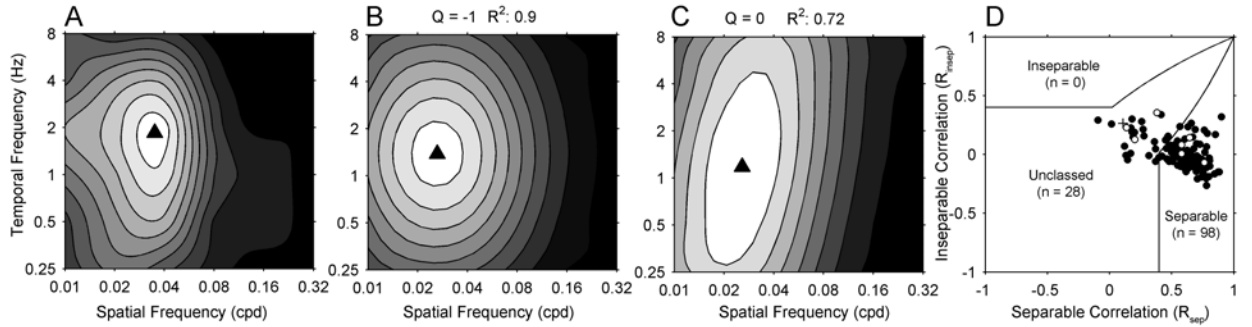 A
B
Q = -1 R²: 0.9
C
Q = 0 R²: 0.72
D
Temporal Frequency (Hz)
8
4
2
1
0.5
0.25
0.01 0.02 0.04 0.08 0.16 0.32
Spatial Frequency (cpd)
8
4
2
1
0.5
0.25
0.01 0.02 0.04 0.08 0.16 0.32
Spatial Frequency (cpd)
8
4
2
1
0.5
0.25
0.01 0.02 0.04 0.08 0.16 0.32
Spatial Frequency (cpd)
Inseparable Correlation (Rinsep)
1
0.5
0
-0.5
-1
Inseparable
(n = 0)
Unclassed
(n = 28)
Separable
(n = 98)
-1 -0.5 0 0.5 1
Separable Correlation (Rsep)